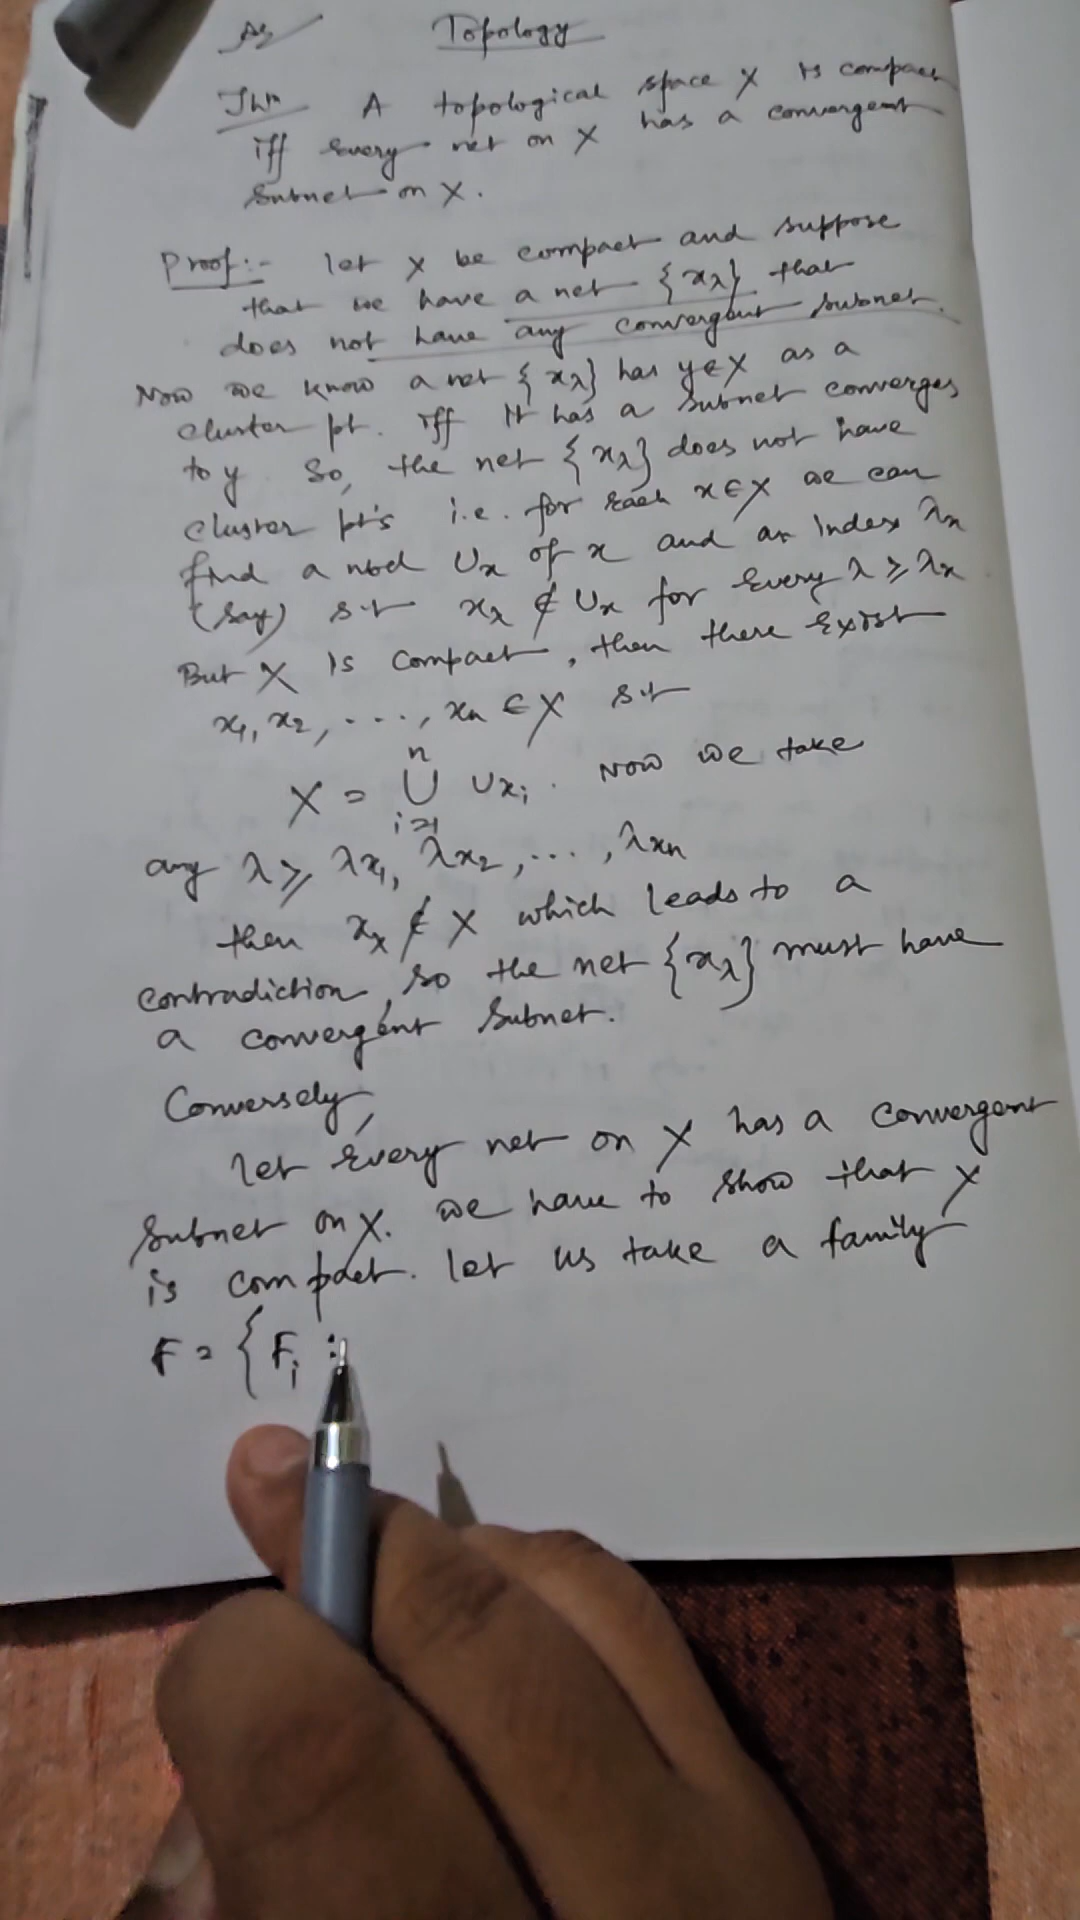 Topology
Thm A topological space X is compact
iff every net on X has a convergent
subnet on X.
Proof:- let X be compact and suppose
that we have a net {xλ} that
does not have any convergent subnet.
Now we know a net {xλ} has y∈X as a
cluster pt. iff it has a subnet converges
to y. So, the net {xλ} does not have
cluster pt's i.e. for each x∈X we can
find a nbd Ux of x and an index λx
(say) s.t xλ ∉ Ux for every λ ≥ λx
But X is compact, then there exist
x1, x2, ..., xn ∈ X s.t
X = ⋃ⁿᵢ₌₁ Uxi. Now we take
any λ ≥ λx1, λx2, ..., λxn
then xλ ∉ X which leads to a
contradiction, so the net {xλ} must have
a convergent subnet.
Conversely,
let every net on X has a convergent
subnet on X. we have to show that X
is compact. let us take a family
F = { Fi :